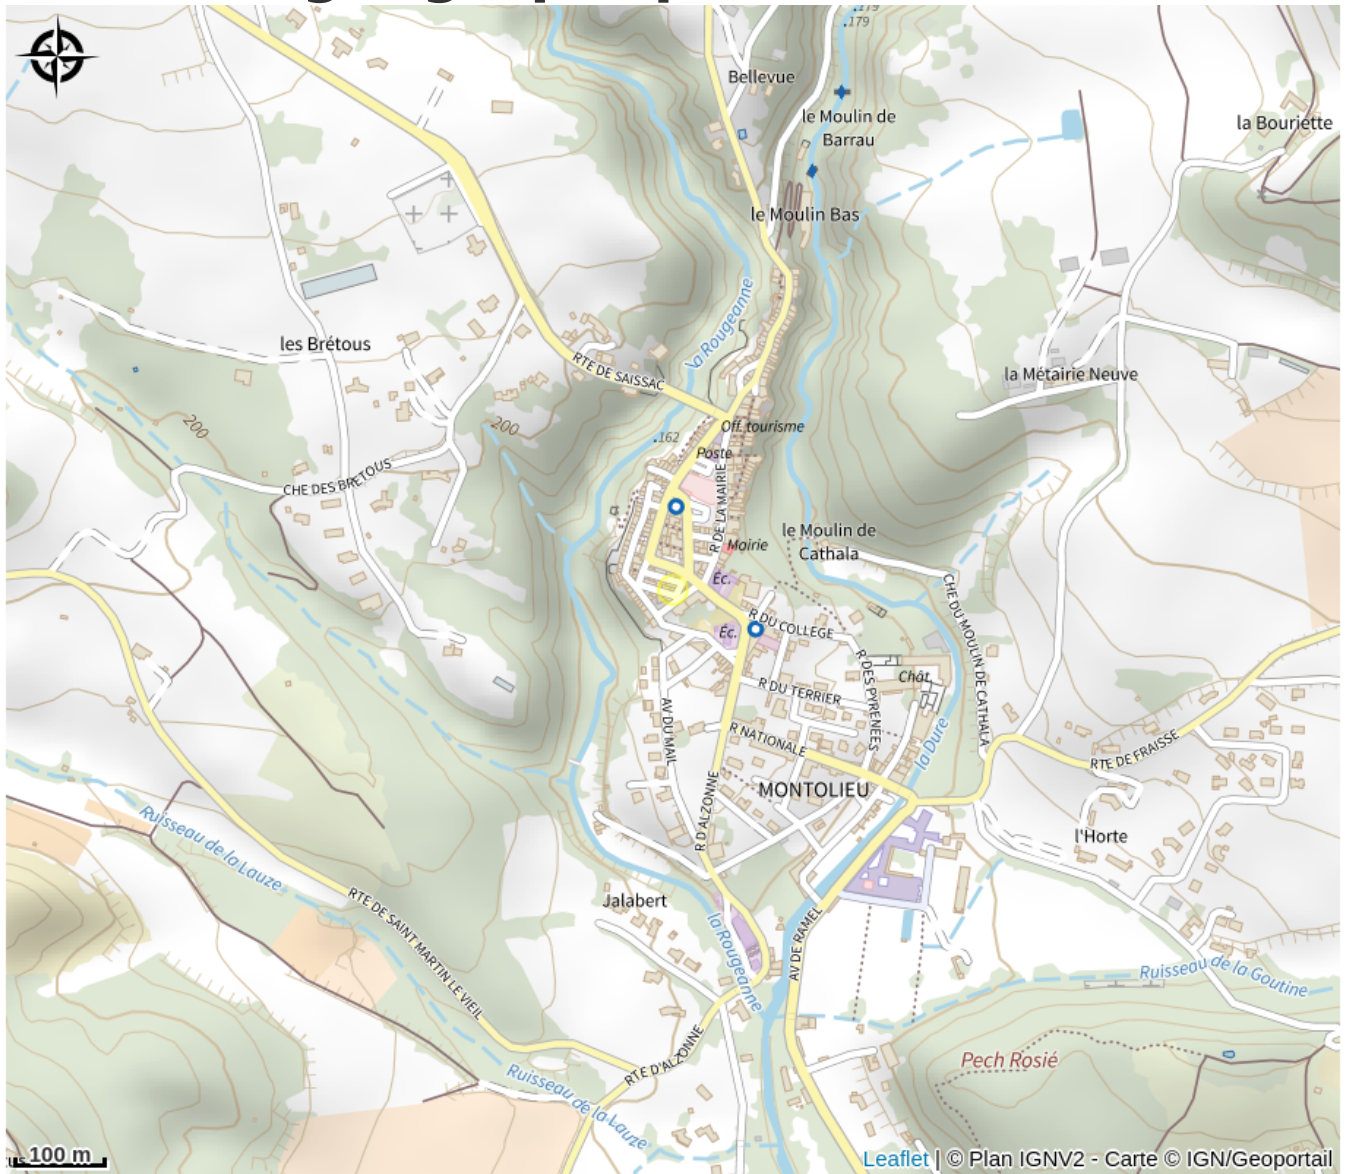 179
179
Bellevue
le Moulin de
Barrau
la Bouriette
le Moulin Bas
la Rougeanne
les Brétous
RTE DE SAISSAC
la Métairie Neuve
200
200
162
Off. tourisme
Poste
CHE DES BRETOUS
R DE LA MAIRIE
le Moulin de
Cathala
Mairie
Éc.
CHE DU MOULIN DE CATHALA
Éc.
R DU COLLEGE
R DES PYRENEES
Chât.
R DU TERRIER
AV DU MAIL
R NATIONALE
la Dure
RTE DE FRAISSE
MONTOLIEU
R D'ALZONNE
Ruisseau de la Lauze
l'Horte
RTE DE SAINT MARTIN LE VIEIL
Jalabert
la Rougeanne
AV DE RAMEL
Ruisseau de la Goutine
RTE D'ALZONNE
Pech Rosié
Ruisseau de la Lauze
100 m
Leaflet | © Plan IGNV2 - Carte © IGN/Geoportail